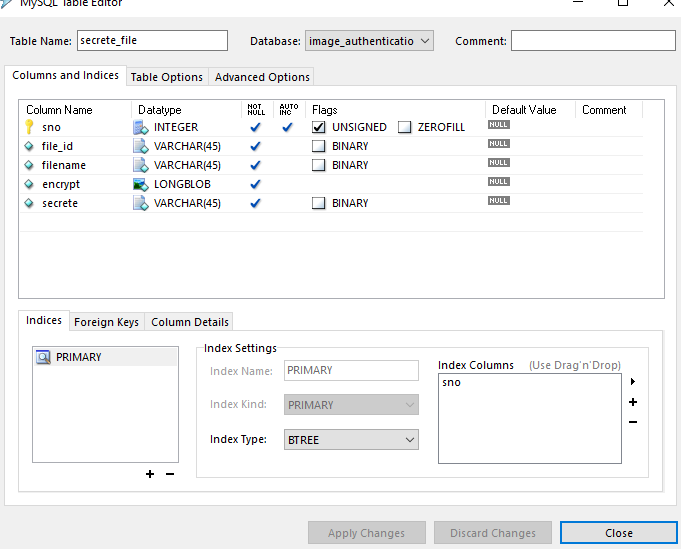 MySQL Table Editor
Table Name: secrete_file Database: image_authenticatio Comment:
Columns and Indices Table Options Advanced Options
Column Name Datatype NOT NULL AUTO INC Flags Default Value Comment
sno INTEGER UNSIGNED ZEROFILL NULL
file_id VARCHAR(45) BINARY
filename VARCHAR(45) BINARY NULL
encrypt LONGBLOB NULL
secrete VARCHAR(45) BINARY NULL
Indices Foreign Keys Column Details
PRIMARY
Index Settings
Index Name: PRIMARY
Index Kind: PRIMARY
Index Type: BTREE
Index Columns (Use Drag'n'Drop)
sno
Apply Changes Discard Changes Close